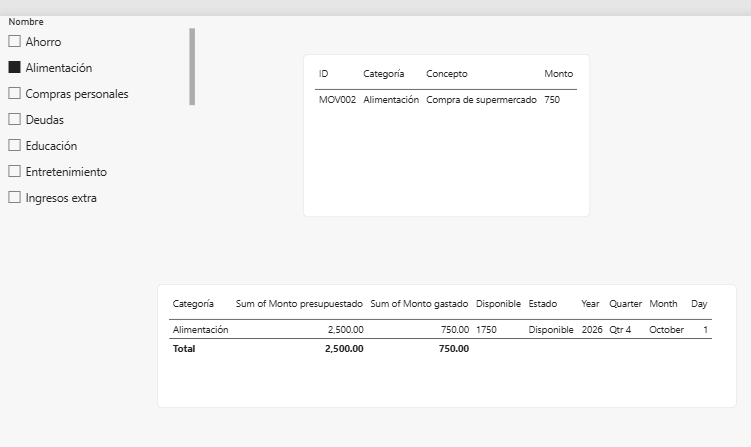 Nombre
Ahorro
Alimentación
Compras personales
Deudas
Educación
Entretenimiento
Ingresos extra
ID Categoría Concepto Monto
MOV002 Alimentación Compra de supermercado 750
Categoría Sum of Monto presupuestado Sum of Monto gastado Disponible Estado Year Quarter Month Day
Alimentación 2,500.00 750.00 1750 Disponible 2026 Qtr 4 October 1
Total 2,500.00 750.00